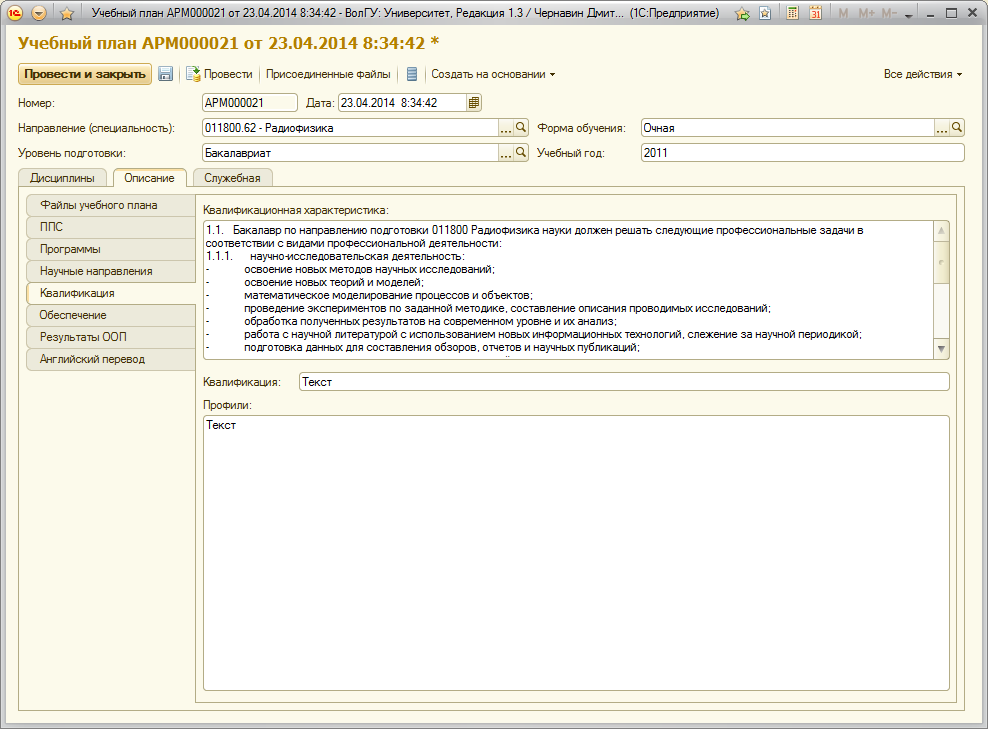 Учебный план АРМ000021 от 23.04.2014 8:34:42 - ВолГУ: Университет, Редакция 1.3 / Чернавин Дмит... (1С:Предприятие)
31 M M+ M-
Учебный план АРМ000021 от 23.04.2014 8:34:42 *
Провести и закрыть Провести Присоединенные файлы Создать на основании Все действия
Номер: АРМ000021 Дата: 23.04.2014 8:34:42
Направление (специальность): 011800.62 - Радиофизика ... Форма обучения: Очная ...
Уровень подготовки: Бакалавриат ... Учебный год: 2011
Дисциплины Описание Служебная
Файлы учебного плана
ППС
Программы
Научные направления
Квалификация
Обеспечение
Результаты ООП
Английский перевод
Квалификационная характеристика:
1.1. Бакалавр по направлению подготовки 011800 Радиофизика науки должен решать следующие профессиональные задачи в
соответствии с видами профессиональной деятельности:
1.1.1. научно-исследовательская деятельность:
- освоение новых методов научных исследований;
- освоение новых теорий и моделей;
- математическое моделирование процессов и объектов;
- проведение экспериментов по заданной методике, составление описания проводимых исследований;
- обработка полученных результатов на современном уровне и их анализ;
- работа с научной литературой с использованием новых информационных технологий, слежение за научной периодикой;
- подготовка данных для составления обзоров, отчетов и научных публикаций;
Квалификация: Текст
Профили:
Текст